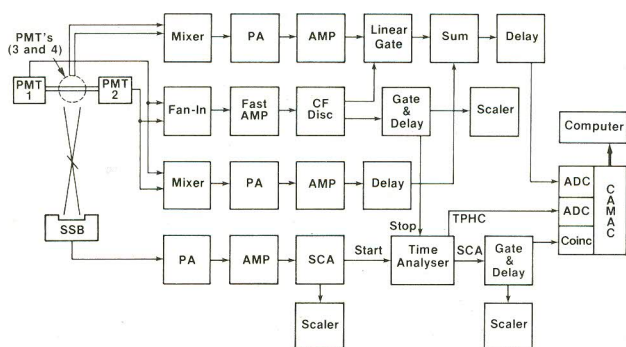 PMT's
(3 and 4)
PMT
1
PMT
2
Mixer
PA
AMP
Linear
Gate
Sum
Delay
Fan-In
Fast
AMP
CF
Disc
Gate
&
Delay
Scaler
Computer
Mixer
PA
AMP
Delay
ADC
ADC
Coinc
CAMAC
SSB
Stop
TPHC
PA
AMP
SCA
Start
Time
Analyser
SCA
Gate
&
Delay
Scaler
Scaler